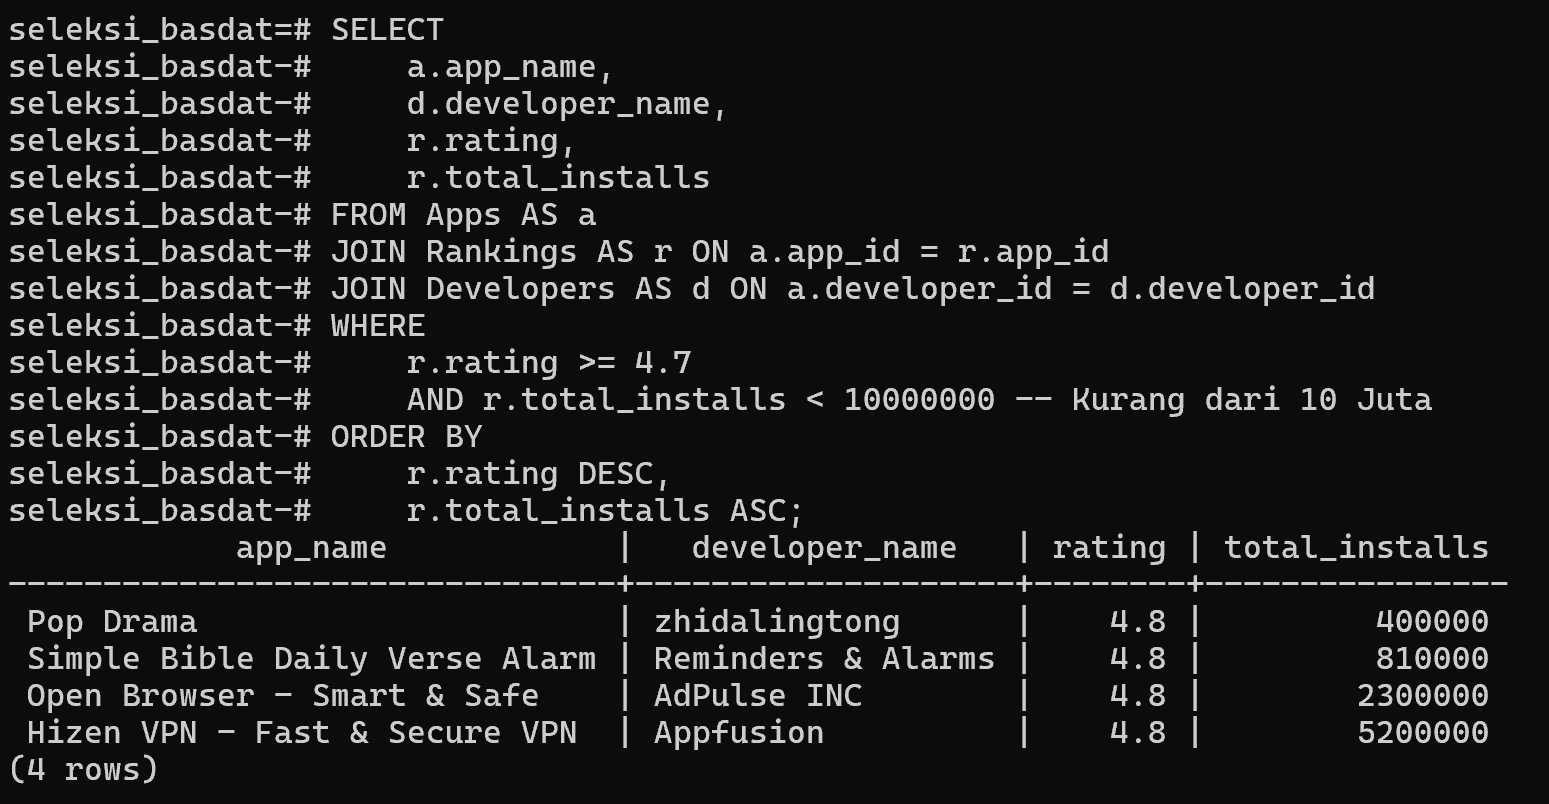 seleksi_basdat=# SELECT
seleksi_basdat-#     a.app_name,
seleksi_basdat-#     d.developer_name,
seleksi_basdat-#     r.rating,
seleksi_basdat-#     r.total_installs
seleksi_basdat-# FROM Apps AS a
seleksi_basdat-# JOIN Rankings AS r ON a.app_id = r.app_id
seleksi_basdat-# JOIN Developers AS d ON a.developer_id = d.developer_id
seleksi_basdat-# WHERE
seleksi_basdat-#     r.rating >= 4.7
seleksi_basdat-#     AND r.total_installs < 10000000 -- Kurang dari 10 Juta
seleksi_basdat-# ORDER BY
seleksi_basdat-#     r.rating DESC,
seleksi_basdat-#     r.total_installs ASC;
            app_name            |   developer_name   | rating | total_installs
--------------------------------+--------------------+--------+----------------
 Pop Drama                      | zhidalingtong      |    4.8 |         400000
 Simple Bible Daily Verse Alarm | Reminders & Alarms |    4.8 |         810000
 Open Browser - Smart & Safe    | AdPulse INC        |    4.8 |        2300000
 Hizen VPN - Fast & Secure VPN  | Appfusion          |    4.8 |        5200000
(4 rows)